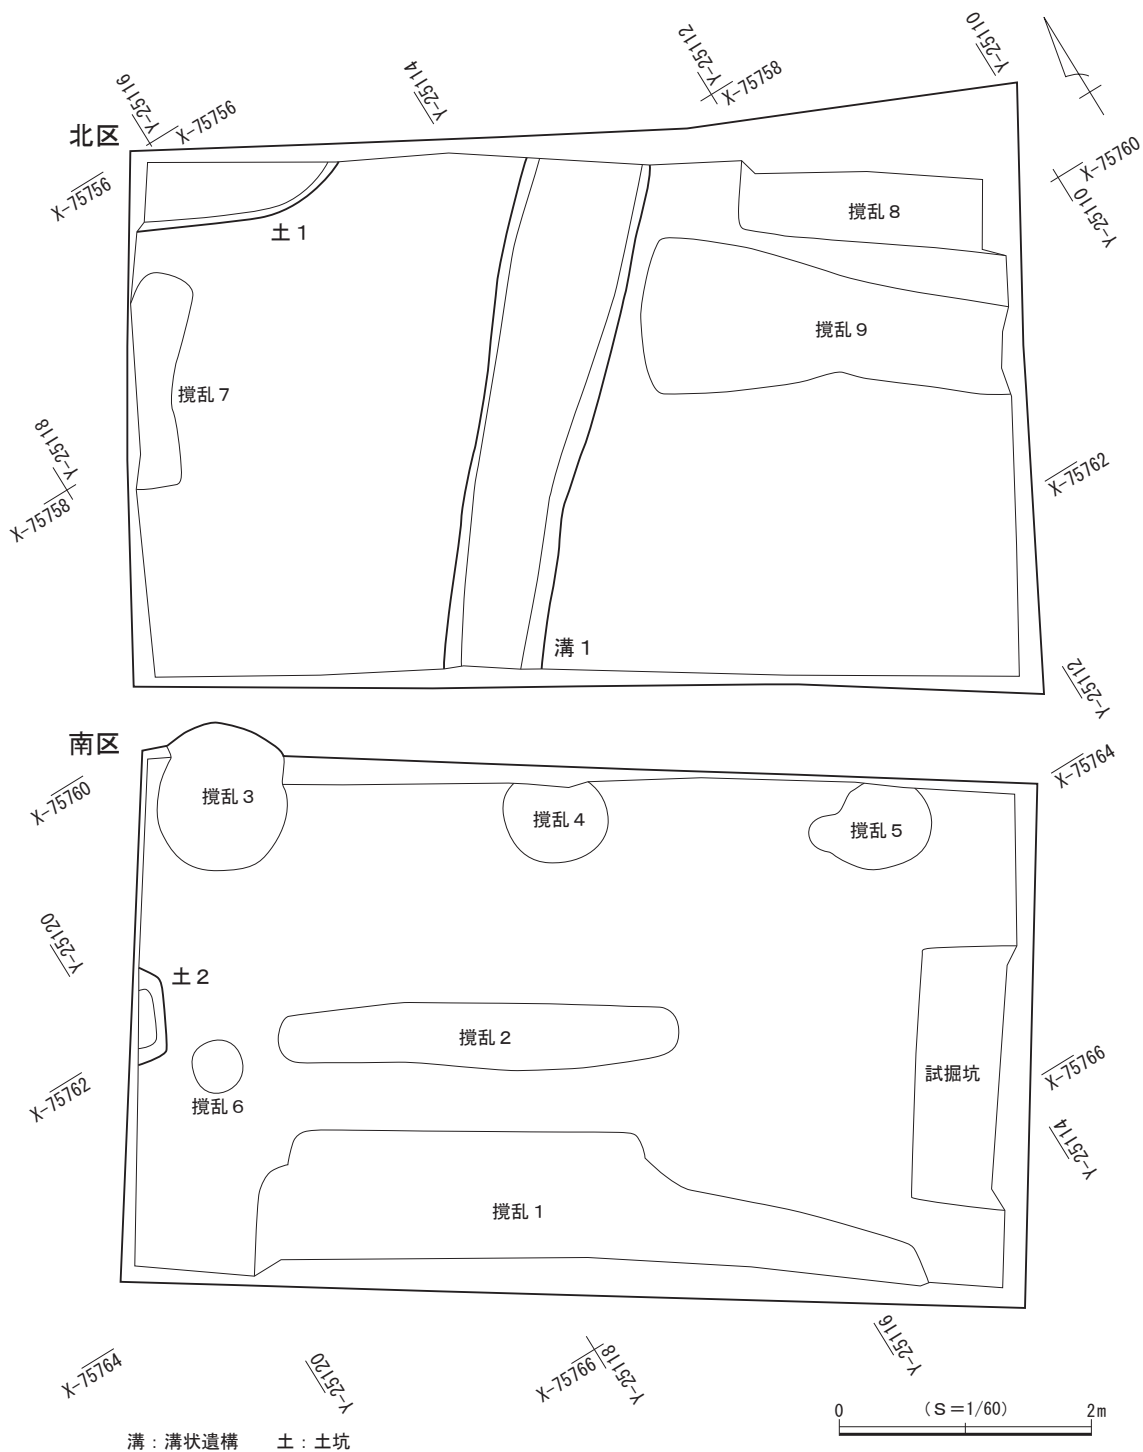 Y-25110
Y-25112
X-75758
Y-25114
Y-25116
X-75756
北区
X-75756
X-75760
Y-25110
土1
撹乱8
撹乱9
撹乱7
Y-25118
X-75758
X-75762
溝1
Y-25112
南区
X-75764
X-75760
撹乱3
撹乱4
撹乱5
Y-25120
土2
撹乱2
試掘坑
X-75766
X-75762
撹乱6
Y-25114
撹乱1
Y-25116
X-75764
Y-25120
X-75766
Y-25118
0 (S=1/60) 2m
溝:溝状遺構 土:土坑